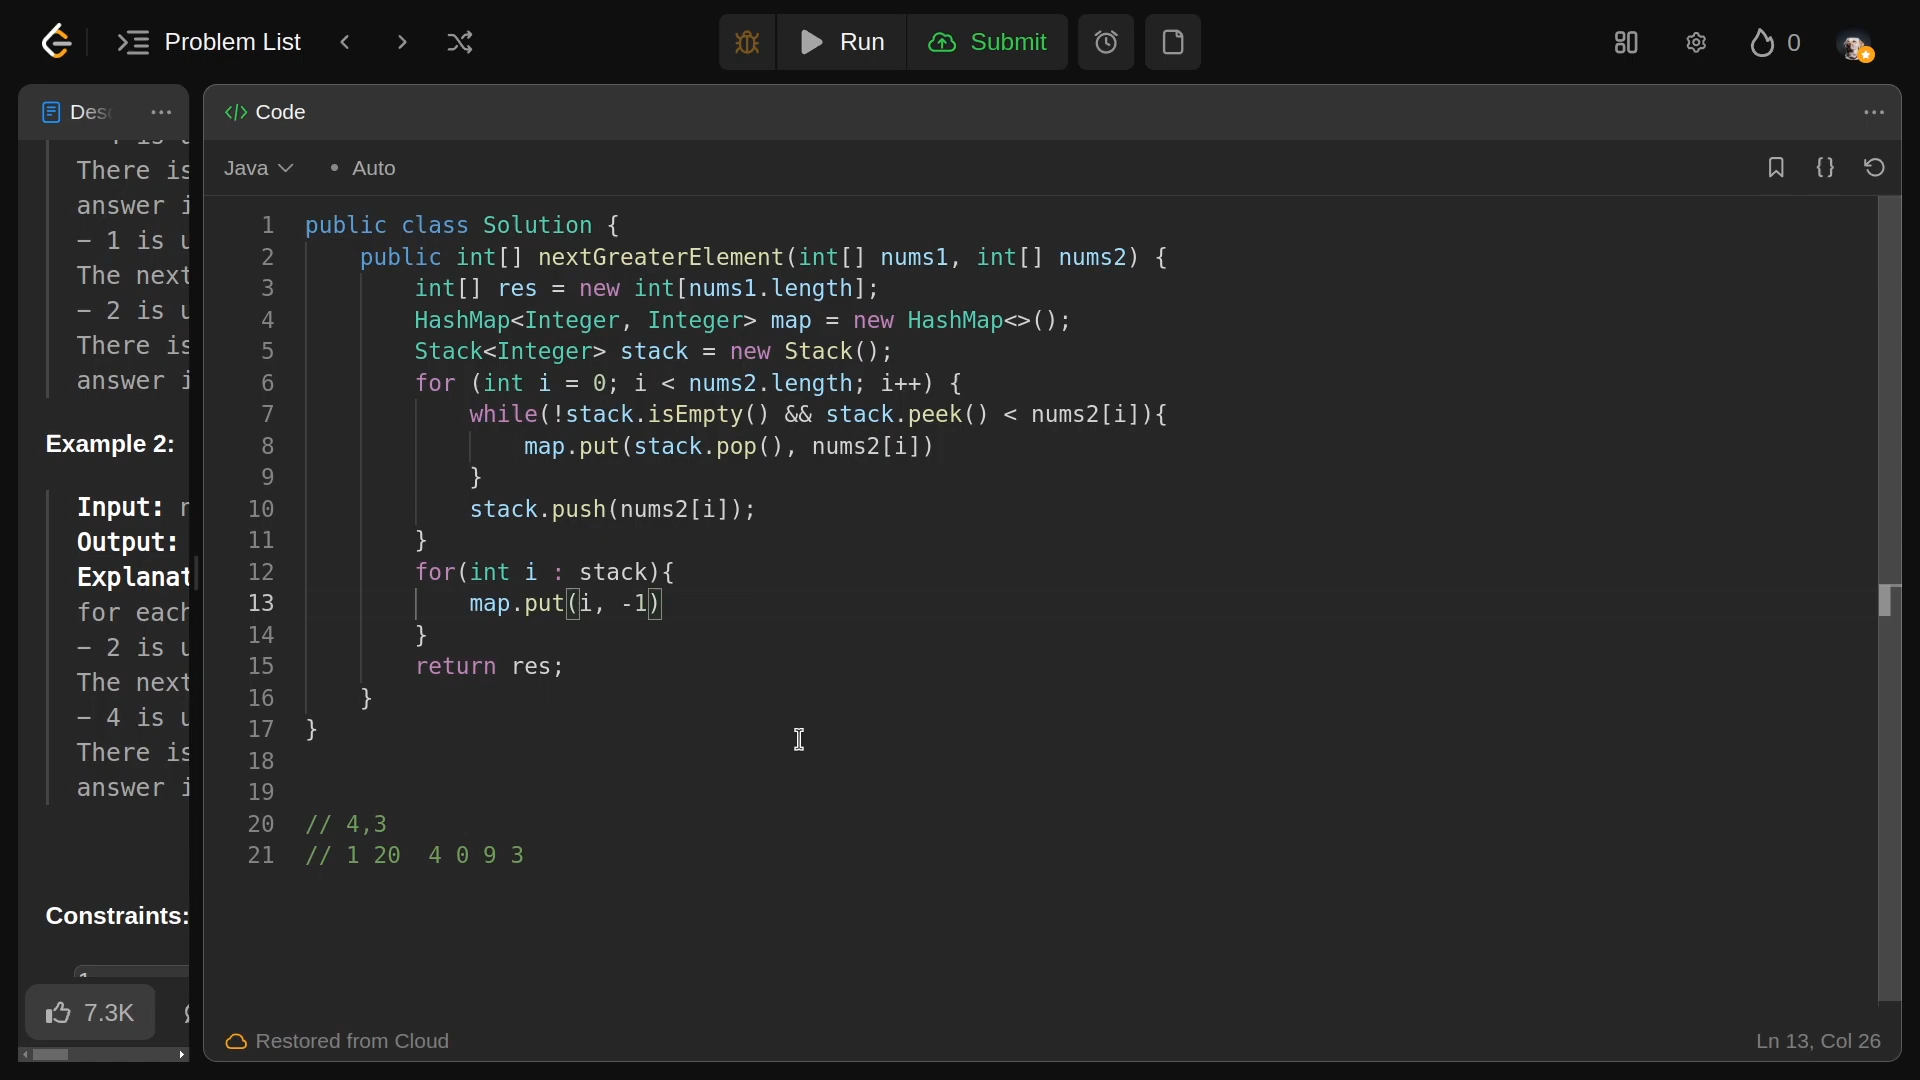 Problem List
Run
Submit
0
Des
There is
answer i
- 1 is u
The next
- 2 is u
There is
answer i
Example 2:
Input:
Output:
Explanat
for each
- 2 is u
The next
- 4 is u
There is
answer i
Constraints:
7.3K
Code
Java
Auto
1 public class Solution {
2 public int[] nextGreaterElement(int[] nums1, int[] nums2) {
3 int[] res = new int[nums1.length];
4 HashMap<Integer, Integer> map = new HashMap<>();
5 Stack<Integer> stack = new Stack();
6 for (int i = 0; i < nums2.length; i++) {
7 while(!stack.isEmpty() && stack.peek() < nums2[i]){
8 map.put(stack.pop(), nums2[i])
9 }
10 stack.push(nums2[i]);
11 }
12 for(int i : stack){
13 map.put(i, -1)
14 }
15 return res;
16 }
17 }
18
19
20 // 4,3
21 // 1 20  4 0 9 3
Restored from Cloud
Ln 13, Col 26